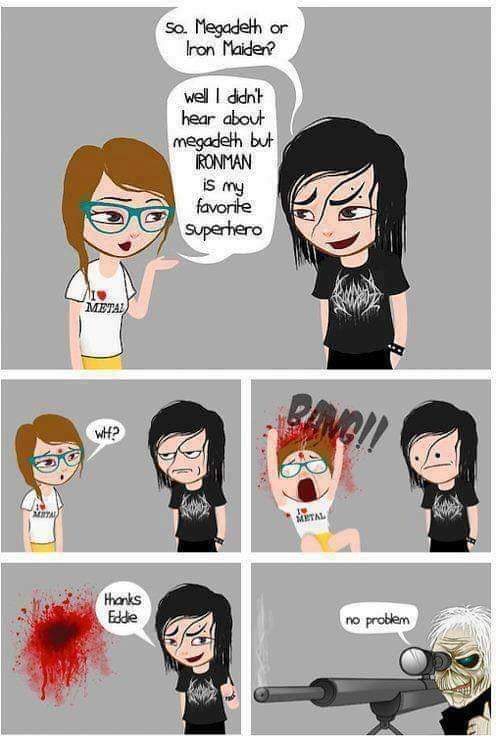 so.. Megadeth or
Iron Maiden?
well I didn't
hear about
megadeth but
IRONMAN
is my
favorite
superhero
I ❤
METAL
wtf?
I ❤
METAL
BANG!!
I ❤
METAL
thanks
Eddie
no problem